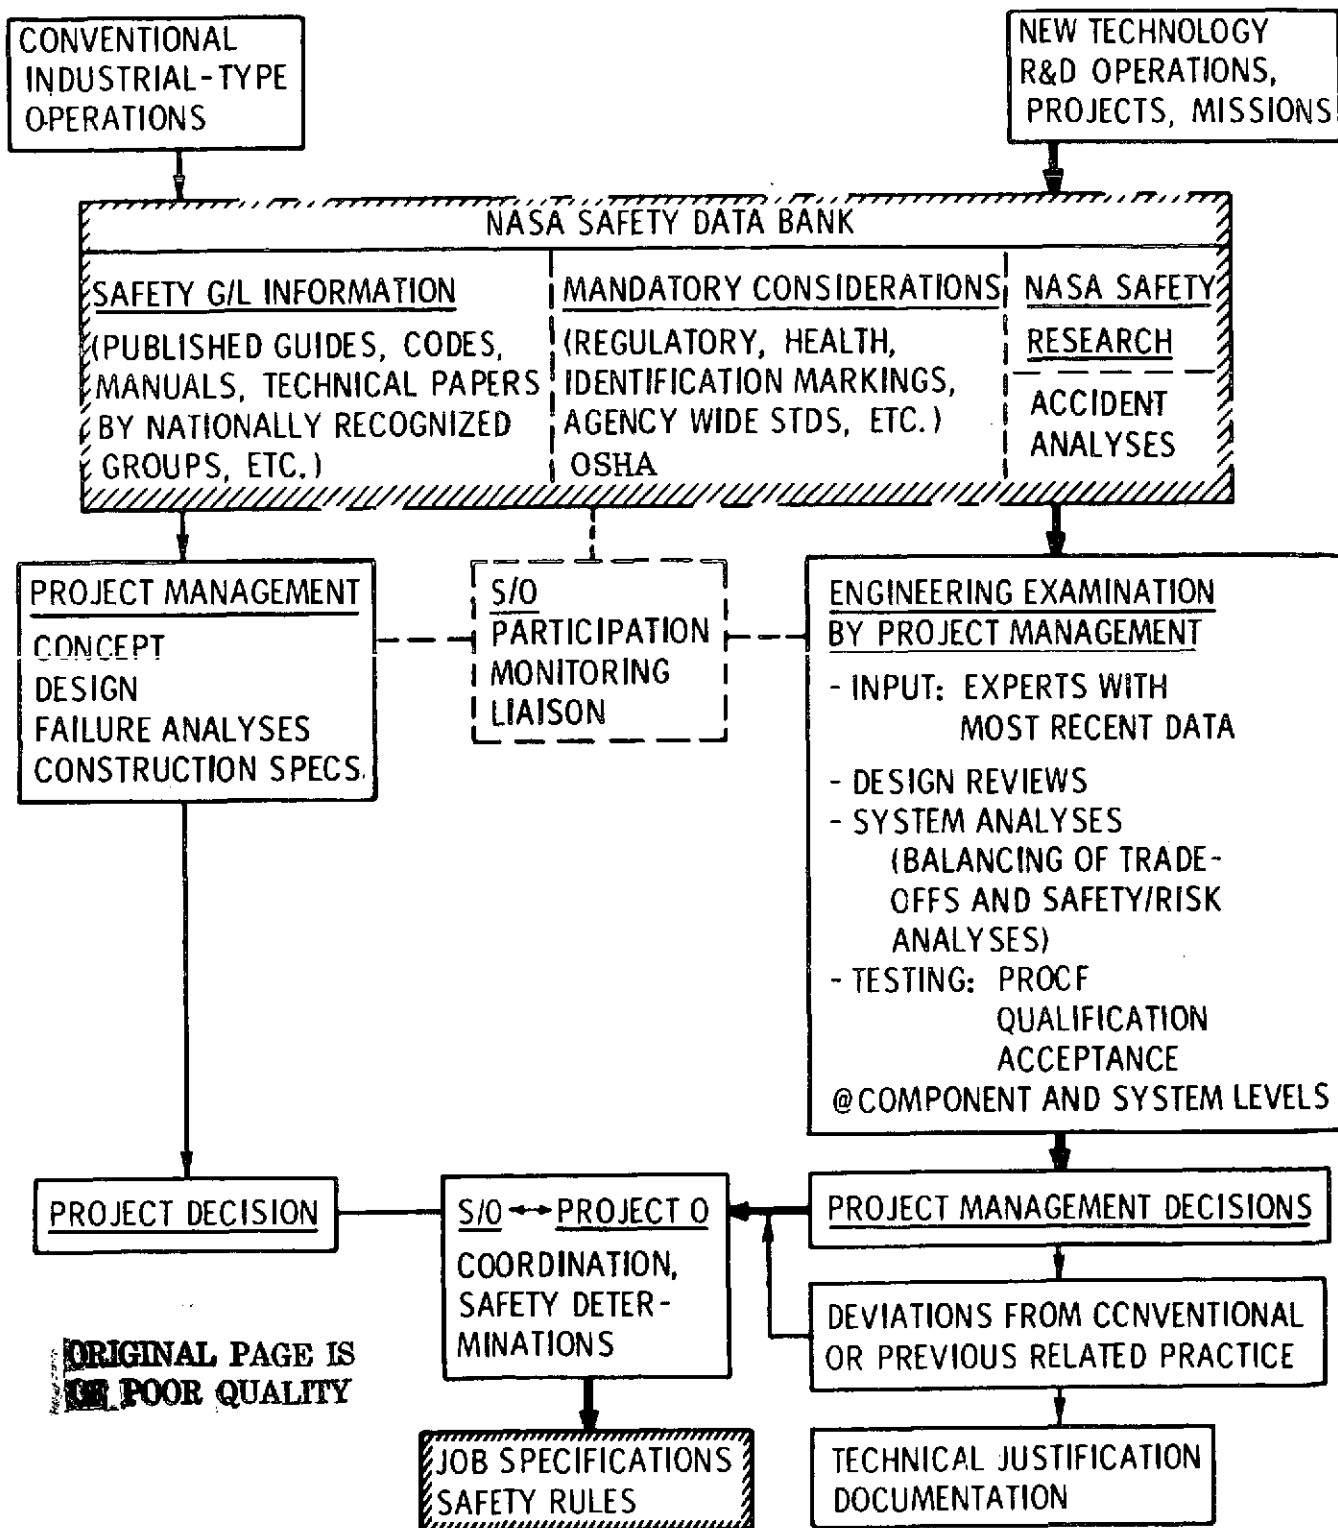 CONVENTIONAL
INDUSTRIAL-TYPE
OPERATIONS
NEW TECHNOLOGY
R&D OPERATIONS,
PROJECTS, MISSIONS
NASA SAFETY DATA BANK
SAFETY G/L INFORMATION
(PUBLISHED GUIDES, CODES,
MANUALS, TECHNICAL PAPERS
BY NATIONALLY RECOGNIZED
GROUPS, ETC.)
MANDATORY CONSIDERATIONS
(REGULATORY, HEALTH,
IDENTIFICATION MARKINGS,
AGENCY WIDE STDS, ETC.)
OSHA
NASA SAFETY
RESEARCH
ACCIDENT
ANALYSES
PROJECT MANAGEMENT
CONCEPT
DESIGN
FAILURE ANALYSES
CONSTRUCTION SPECS.
S/O
PARTICIPATION
MONITORING
LIAISON
ENGINEERING EXAMINATION
BY PROJECT MANAGEMENT
- INPUT: EXPERTS WITH
MOST RECENT DATA
- DESIGN REVIEWS
- SYSTEM ANALYSES
(BALANCING OF TRADE-
OFFS AND SAFETY/RISK
ANALYSES)
- TESTING: PROOF
QUALIFICATION
ACCEPTANCE
@ COMPONENT AND SYSTEM LEVELS
PROJECT DECISION
S/O ↔ PROJECT O
COORDINATION,
SAFETY DETER-
MINATIONS
PROJECT MANAGEMENT DECISIONS
DEVIATIONS FROM CONVENTIONAL
OR PREVIOUS RELATED PRACTICE
ORIGINAL PAGE IS
OF POOR QUALITY
JOB SPECIFICATIONS
SAFETY RULES
TECHNICAL JUSTIFICATION
DOCUMENTATION